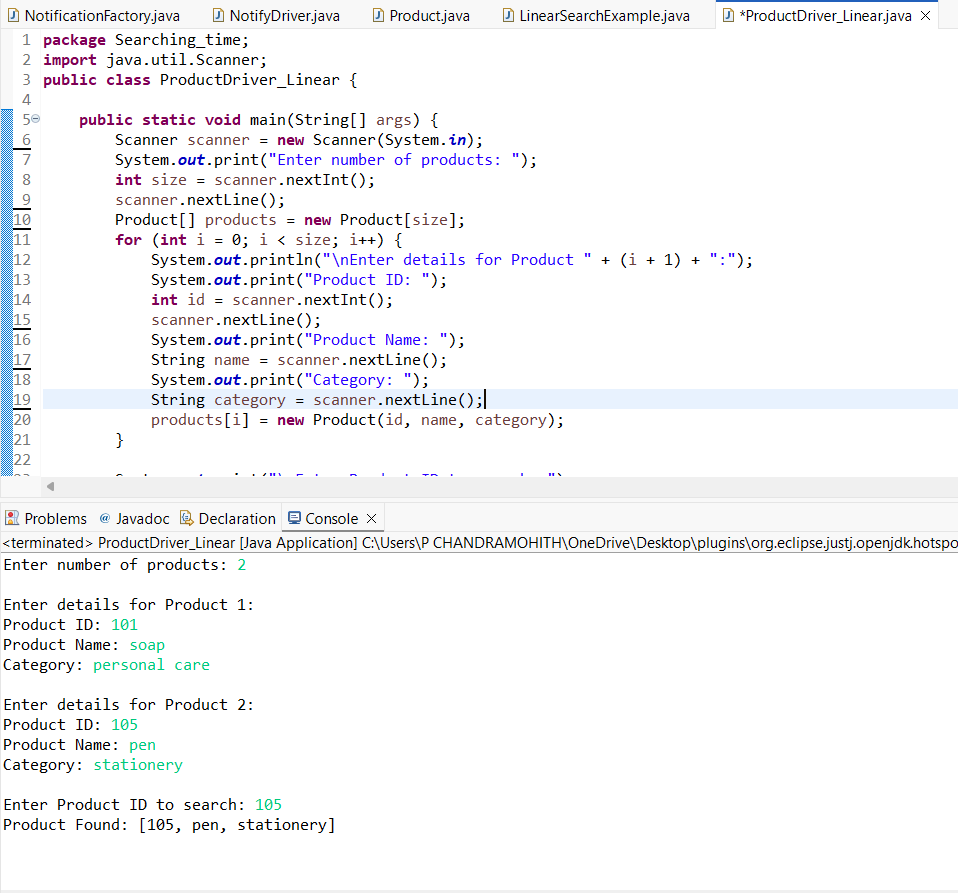 NotificationFactory.java NotifyDriver.java Product.java LinearSearchExample.java *ProductDriver_Linear.java
1 package Searching_time;
2 import java.util.Scanner;
3 public class ProductDriver_Linear {
4
5 public static void main(String[] args) {
6 Scanner scanner = new Scanner(System.in);
7 System.out.print("Enter number of products: ");
8 int size = scanner.nextInt();
9 scanner.nextLine();
10 Product[] products = new Product[size];
11 for (int i = 0; i < size; i++) {
12 System.out.println("\nEnter details for Product " + (i + 1) + ":");
13 System.out.print("Product ID: ");
14 int id = scanner.nextInt();
15 scanner.nextLine();
16 System.out.print("Product Name: ");
17 String name = scanner.nextLine();
18 System.out.print("Category: ");
19 String category = scanner.nextLine();
20 products[i] = new Product(id, name, category);
21 }
22
Problems @ Javadoc Declaration Console
<terminated> ProductDriver_Linear [Java Application] C:\Users\P CHANDRAMOHITH\OneDrive\Desktop\plugins\org.eclipse.justj.openjdk.hotspo
Enter number of products: 2
Enter details for Product 1:
Product ID: 101
Product Name: soap
Category: personal care
Enter details for Product 2:
Product ID: 105
Product Name: pen
Category: stationery
Enter Product ID to search: 105
Product Found: [105, pen, stationery]